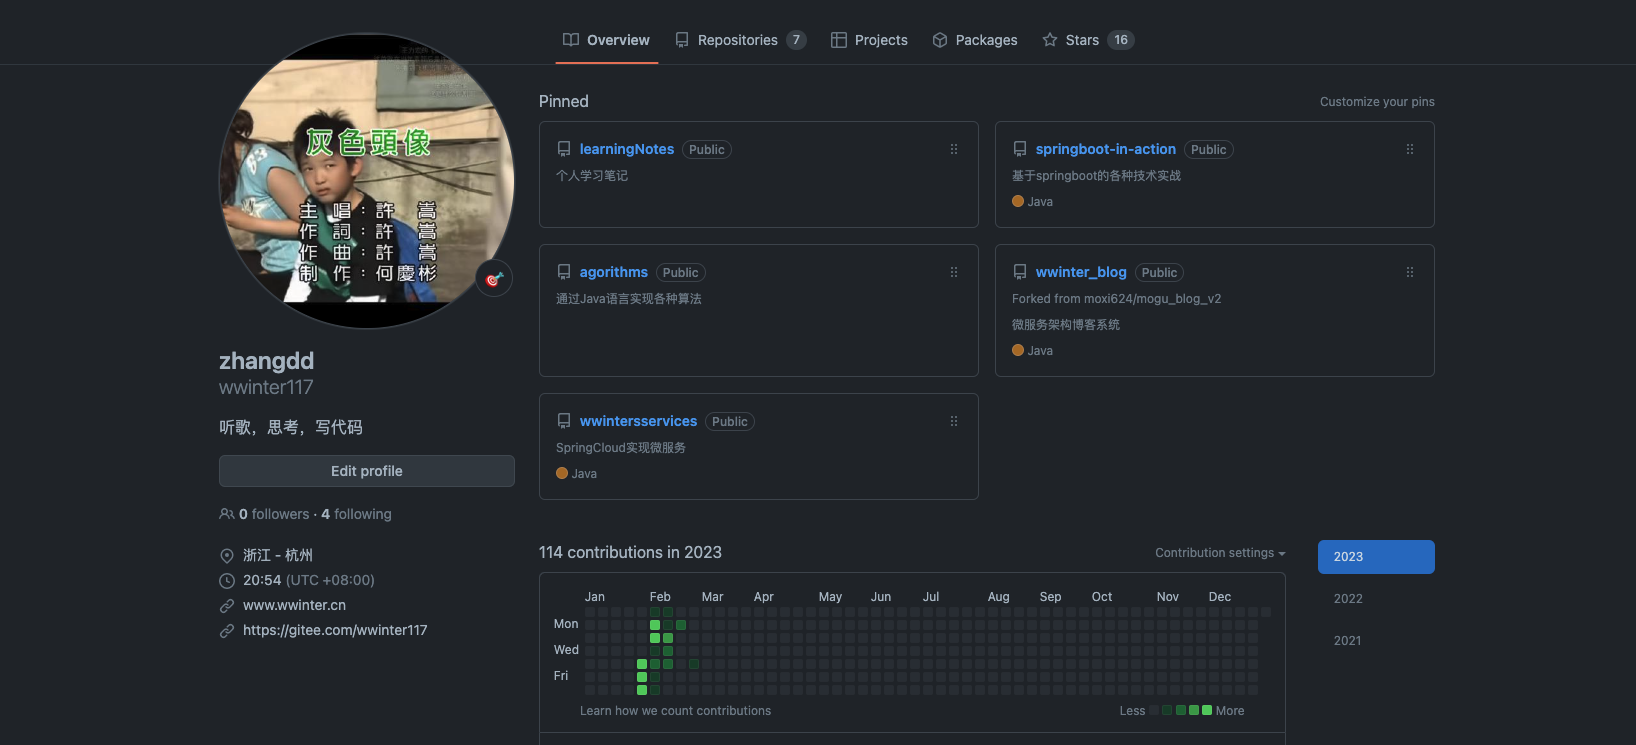 Overview
Repositories 7
Projects
Packages
Stars 16
灰色頭像
主 唱：許 嵩
作 詞：許 嵩
作 曲：許 嵩
制 作：何慶彬
zhangdd
wwinter117
听歌，思考，写代码
Edit profile
0 followers · 4 following
浙江 - 杭州
20:54 (UTC +08:00)
www.wwinter.cn
https://gitee.com/wwinter117
Pinned
Customize your pins
learningNotes Public
个人学习笔记
springboot-in-action Public
基于springboot的各种技术实战
Java
agorithms Public
通过Java语言实现各种算法
wwinter_blog Public
Forked from moxi624/mogu_blog_v2
微服务架构博客系统
Java
wwintersservices Public
SpringCloud实现微服务
Java
114 contributions in 2023
Contribution settings
2023
2022
2021
Jan Feb Mar Apr May Jun Jul Aug Sep Oct Nov Dec
Mon
Wed
Fri
Learn how we count contributions
Less More